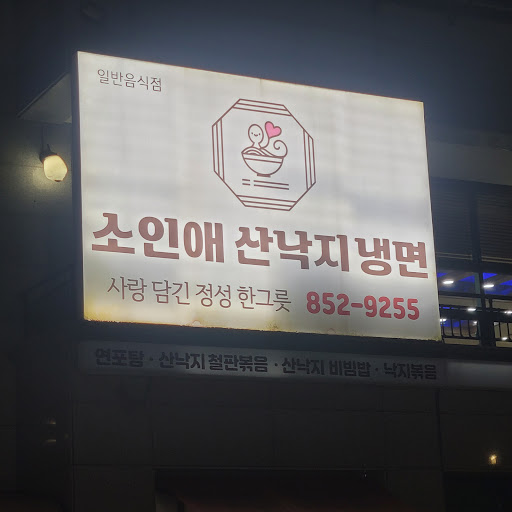 일반음식점
소인애 산낙지 냉면
사랑 담긴 정성 한그릇 852-9255
연포탕 · 산낙지 철판볶음 · 산낙지 비빔밥 · 낙지볶음